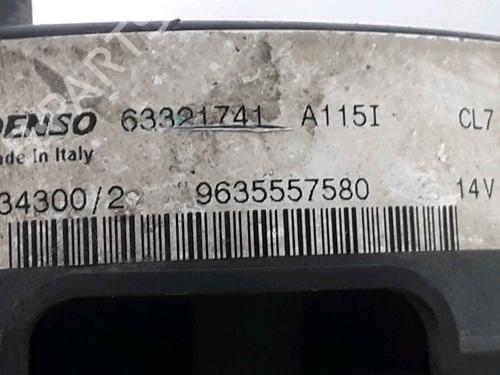 DENSO 63321741 A115I CL7
Made in Italy
34300/2 9635557580 14V